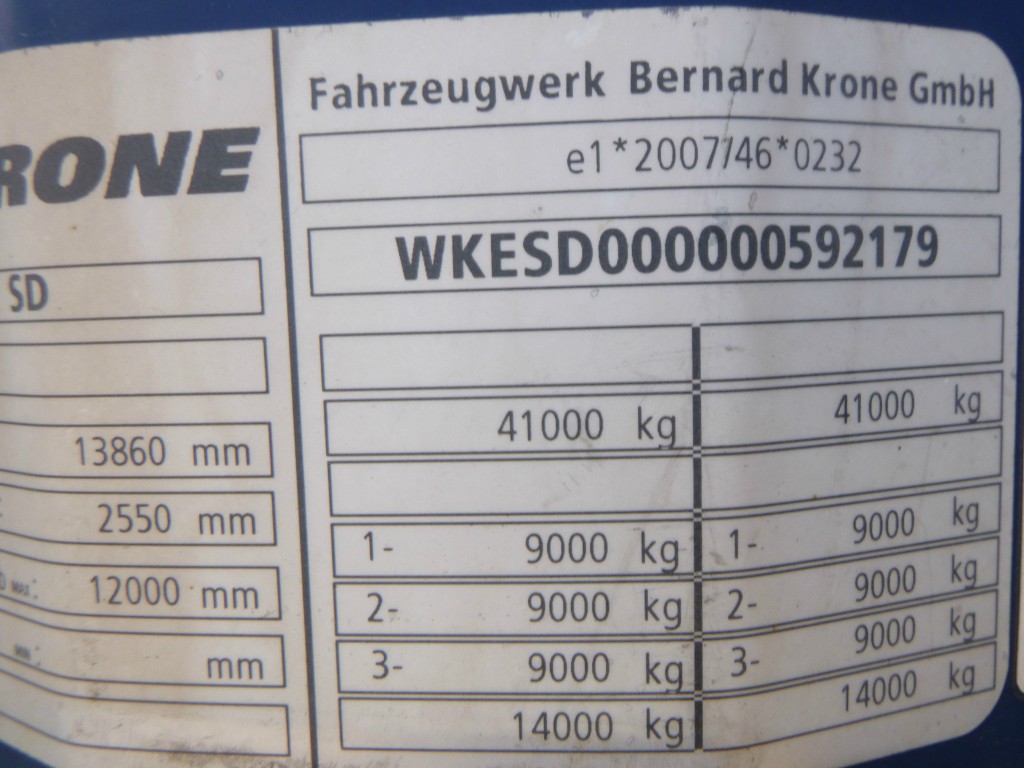 RONE
SD
13860 mm
2550 mm
MAX: 12000 mm
MIN: mm
Fahrzeugwerk Bernard Krone GmbH
e1*2007/46*0232
WKESD000000592179
41000 kg 41000 kg
1- 9000 kg 1- 9000 kg
2- 9000 kg 2- 9000 kg
3- 9000 kg 3- 9000 kg
14000 kg 14000 kg